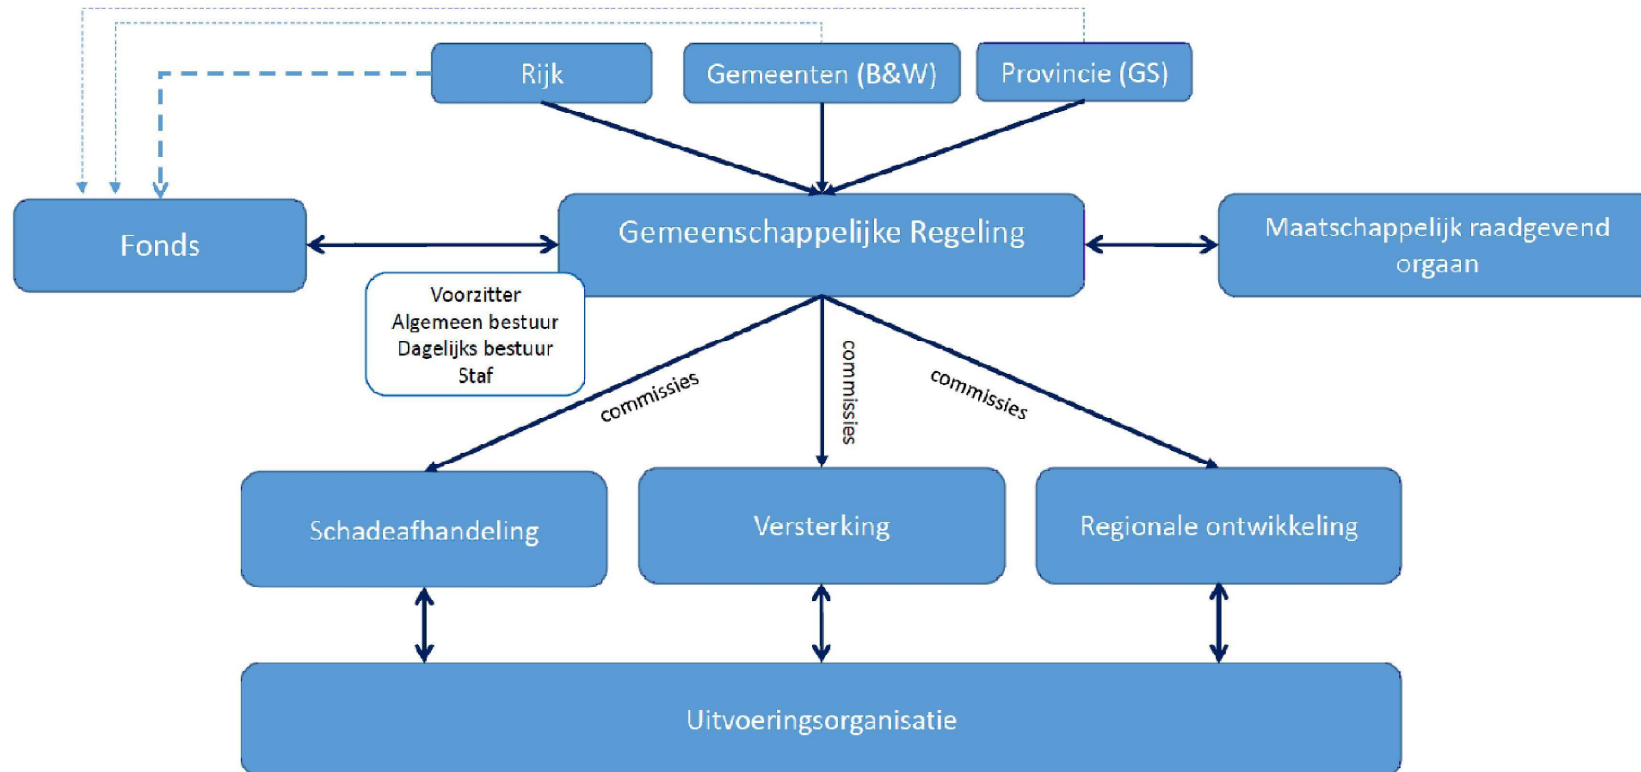 Rijk
Gemeenten (B&W)
Provincie (GS)
Fonds
Gemeenschappelijke Regeling
Maatschappelijk raadgevend
orgaan
Voorzitter
Algemeen bestuur
Dagelijks bestuur
Staf
commissies
commissies
commissies
Schadeafhandeling
Versterking
Regionale ontwikkeling
Uitvoeringsorganisatie